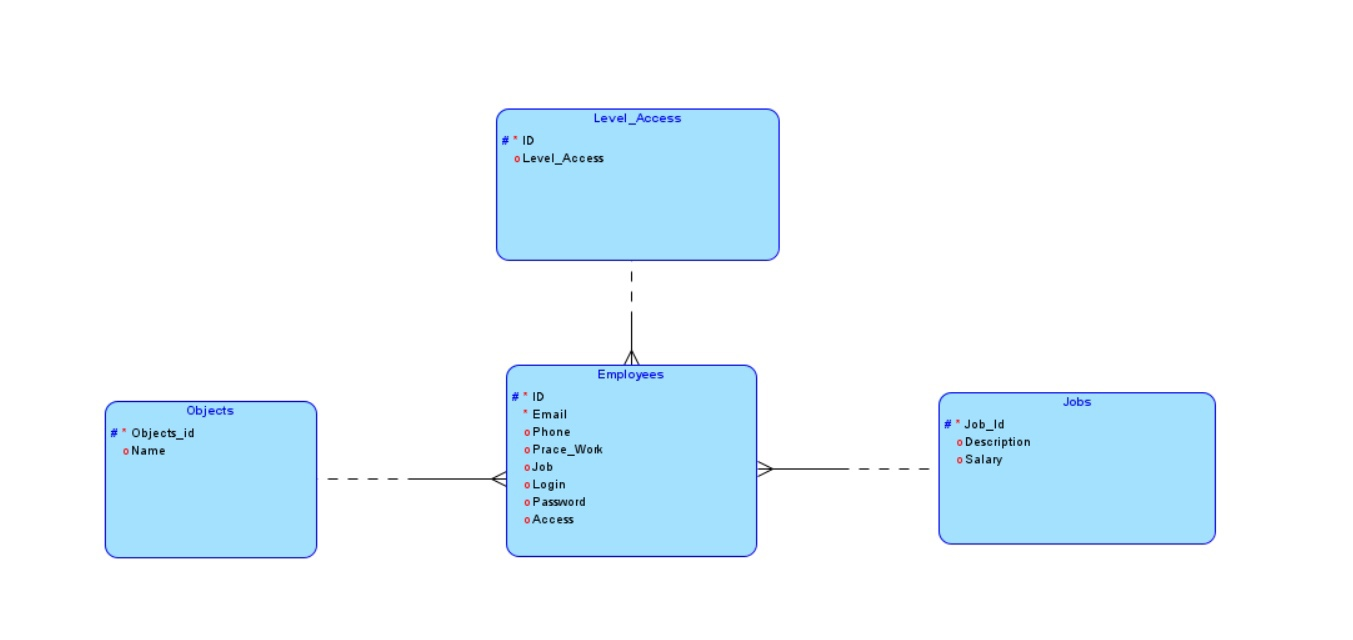 Level_Access
# * ID
o Level_Access
Employees
# * ID
* Email
o Phone
o Prace_Work
o Job
o Login
o Password
o Access
Objects
# * Objects_id
o Name
Jobs
# * Job_Id
o Description
o Salary